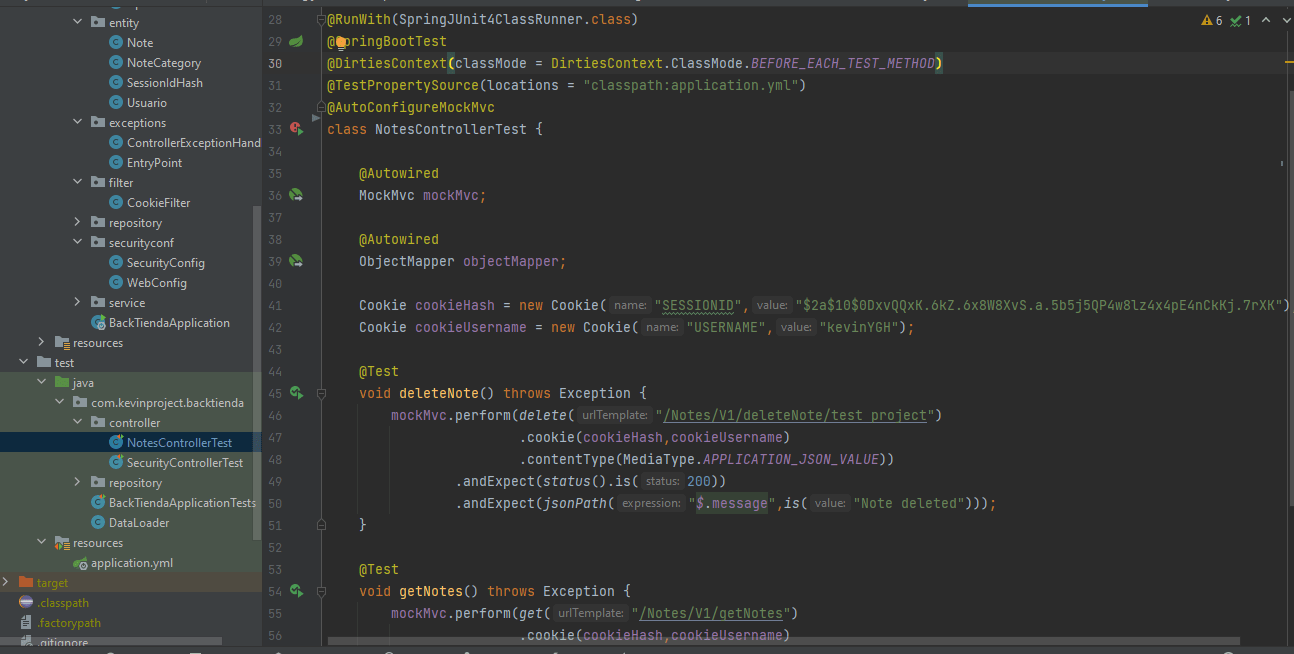 entity
Note
NoteCategory
SessionIdHash
Usuario
exceptions
ControllerExceptionHand
EntryPoint
filter
CookieFilter
repository
securityconf
SecurityConfig
WebConfig
service
BackTiendaApplication
resources
test
java
com.kevinproject.backtienda
controller
NotesControllerTest
SecurityControllerTest
repository
BackTiendaApplicationTests
DataLoader
resources
application.yml
target
.classpath
.factorypath
.gitignore
6 1
28 @RunWith(SpringJUnit4ClassRunner.class)
29 @SpringBootTest
30 @DirtiesContext(classMode = DirtiesContext.ClassMode.BEFORE_EACH_TEST_METHOD)
31 @TestPropertySource(locations = "classpath:application.yml")
32 @AutoConfigureMockMvc
33 class NotesControllerTest {
34
35 @Autowired
36 MockMvc mockMvc;
37
38 @Autowired
39 ObjectMapper objectMapper;
40
41 Cookie cookieHash = new Cookie( name: "SESSIONID", value: "$2a$10$0DxvQQxK.6kZ.6x8W8XvS.a.5b5j5QP4w8lz4x4pE4nCkKj.7rXK")
42 Cookie cookieUsername = new Cookie( name: "USERNAME", value: "kevinYGH");
43
44 @Test
45 void deleteNote() throws Exception {
46 mockMvc.perform(delete( urlTemplate: "/Notes/V1/deleteNote/test project")
47 .cookie(cookieHash,cookieUsername)
48 .contentType(MediaType.APPLICATION_JSON_VALUE))
49 .andExpect(status().is( status: 200))
50 .andExpect(jsonPath( expression: "$.message",is( value: "Note deleted")));
51 }
52
53 @Test
54 void getNotes() throws Exception {
55 mockMvc.perform(get( urlTemplate: "/Notes/V1/getNotes")
56 .cookie(cookieHash,cookieUsername)